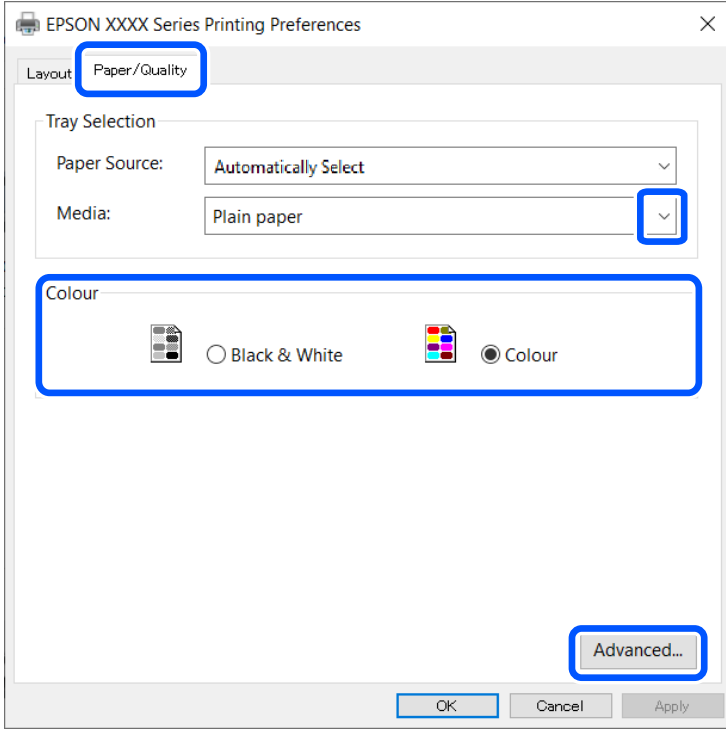 EPSON XXXX Series Printing Preferences
Layout Paper/Quality
Tray Selection
Paper Source: Automatically Select
Media: Plain paper
Colour
Black & White Colour
Advanced...
OK Cancel Apply